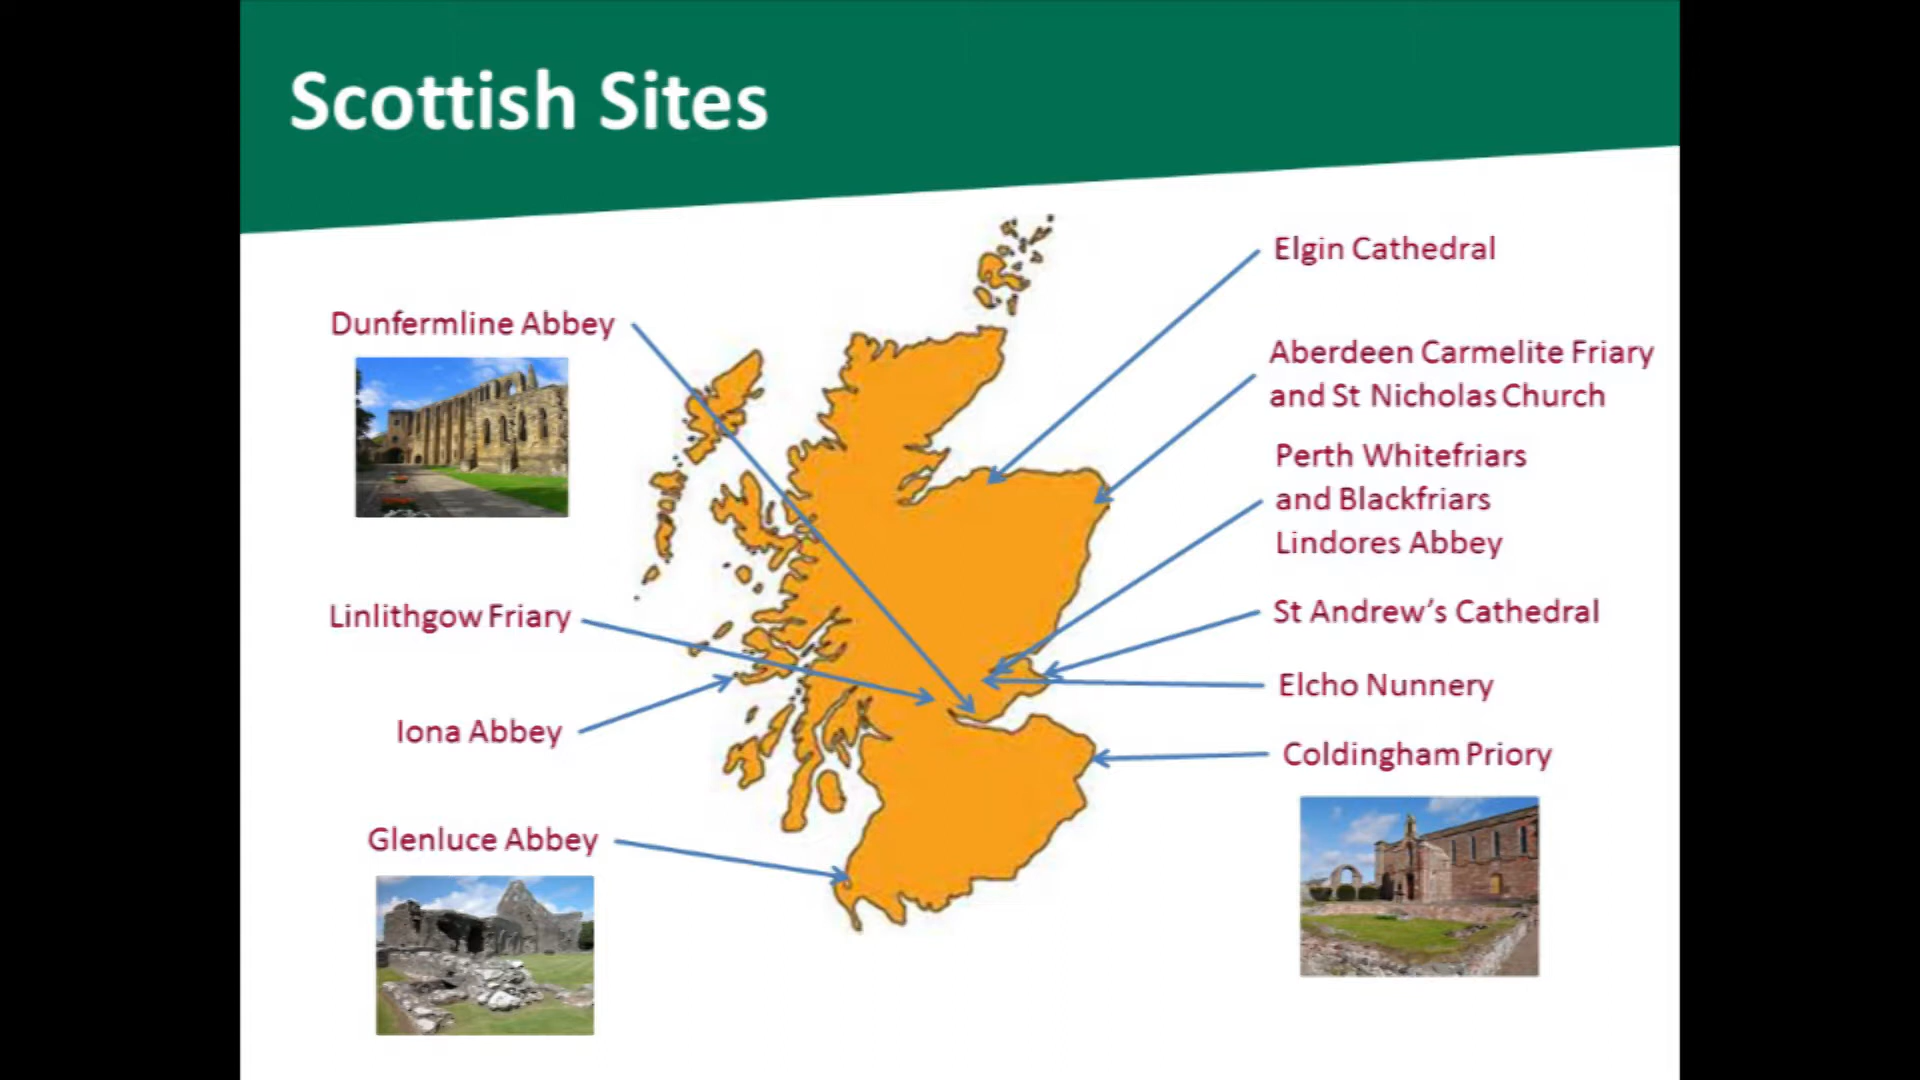 Scottish Sites
Dunfermline Abbey
Linlithgow Friary
Iona Abbey
Glenluce Abbey
Elgin Cathedral
Aberdeen Carmelite Friary
and St Nicholas Church
Perth Whitefriars
and Blackfriars
Lindores Abbey
St Andrew's Cathedral
Elcho Nunnery
Coldingham Priory